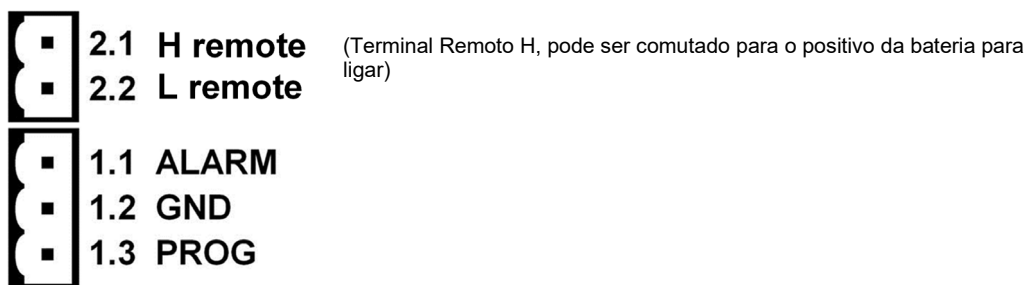 2.1 H remote (Terminal Remoto H, pode ser comutado para o positivo da bateria para
ligar)
2.2 L remote
1.1 ALARM
1.2 GND
1.3 PROG